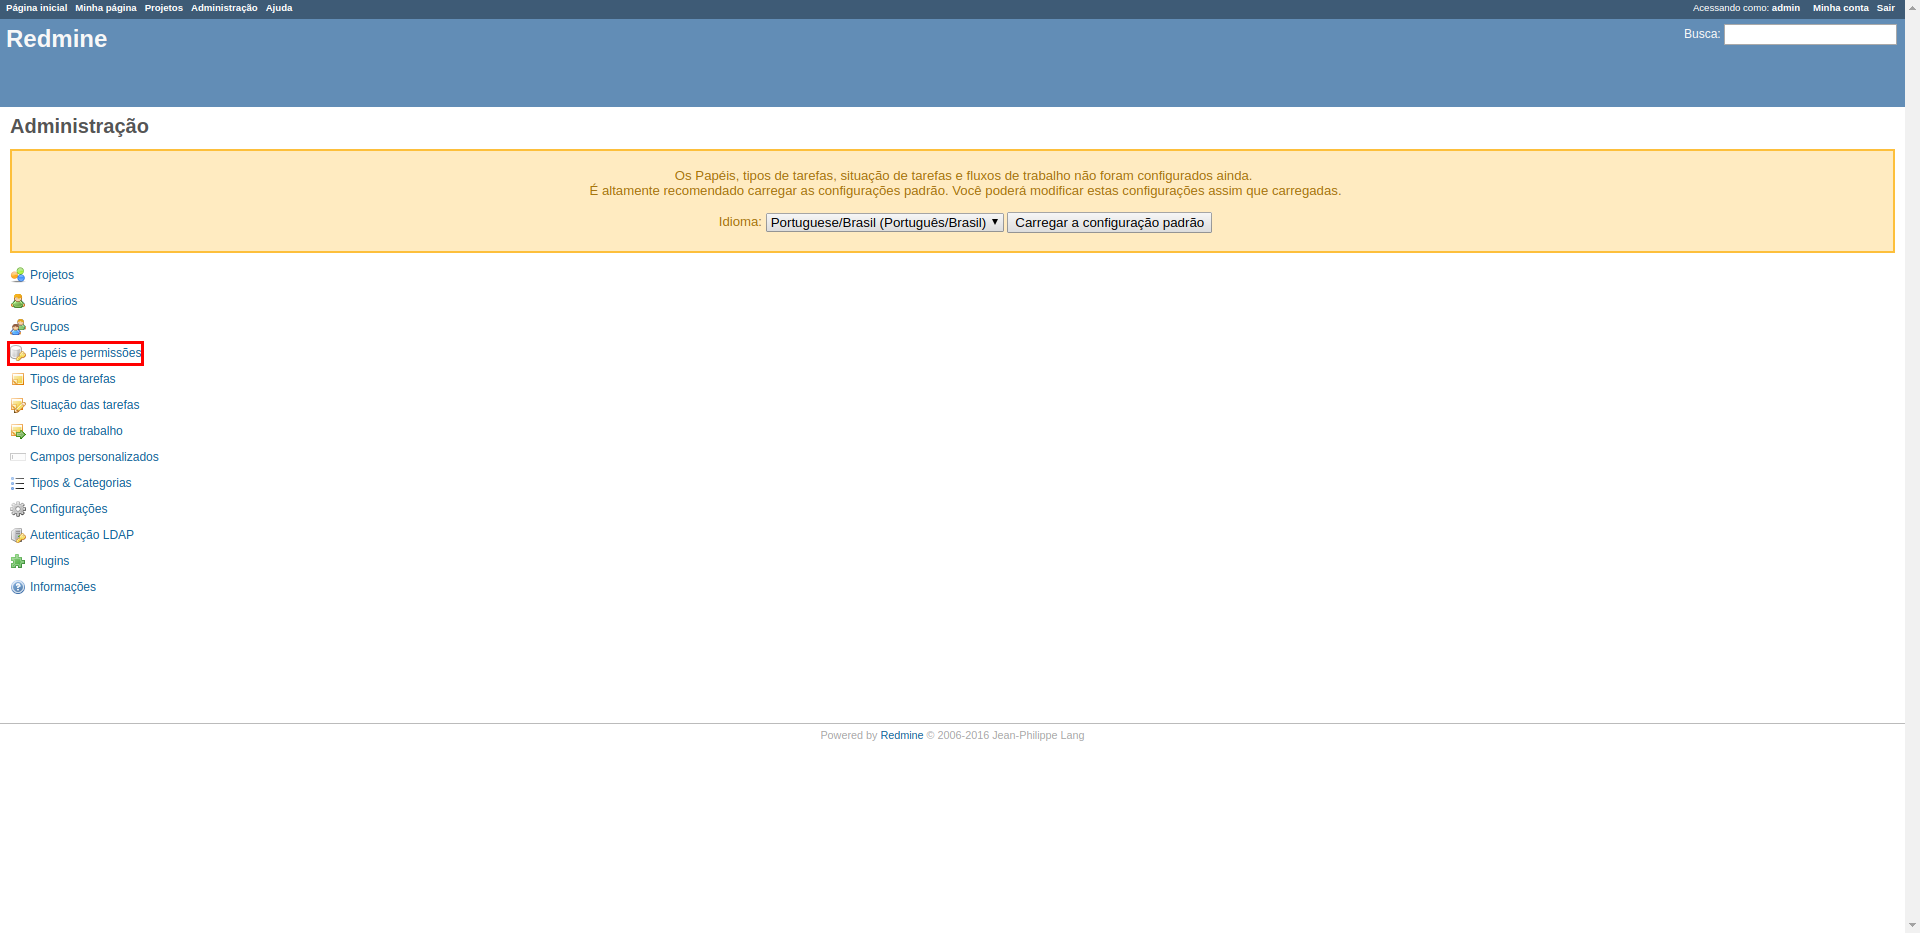 Página inicial Minha página Projetos Administração Ajuda
Acessando como: admin Minha conta Sair
Redmine
Busca:
Administração
Os Papéis, tipos de tarefas, situação de tarefas e fluxos de trabalho não foram configurados ainda.
É altamente recomendado carregar as configurações padrão. Você poderá modificar estas configurações assim que carregadas.
Idioma: Portuguese/Brasil (Português/Brasil) Carregar a configuração padrão
Projetos
Usuários
Grupos
Papéis e permissões
Tipos de tarefas
Situação das tarefas
Fluxo de trabalho
Campos personalizados
Tipos & Categorias
Configurações
Autenticação LDAP
Plugins
Informações
Powered by Redmine © 2006-2016 Jean-Philippe Lang